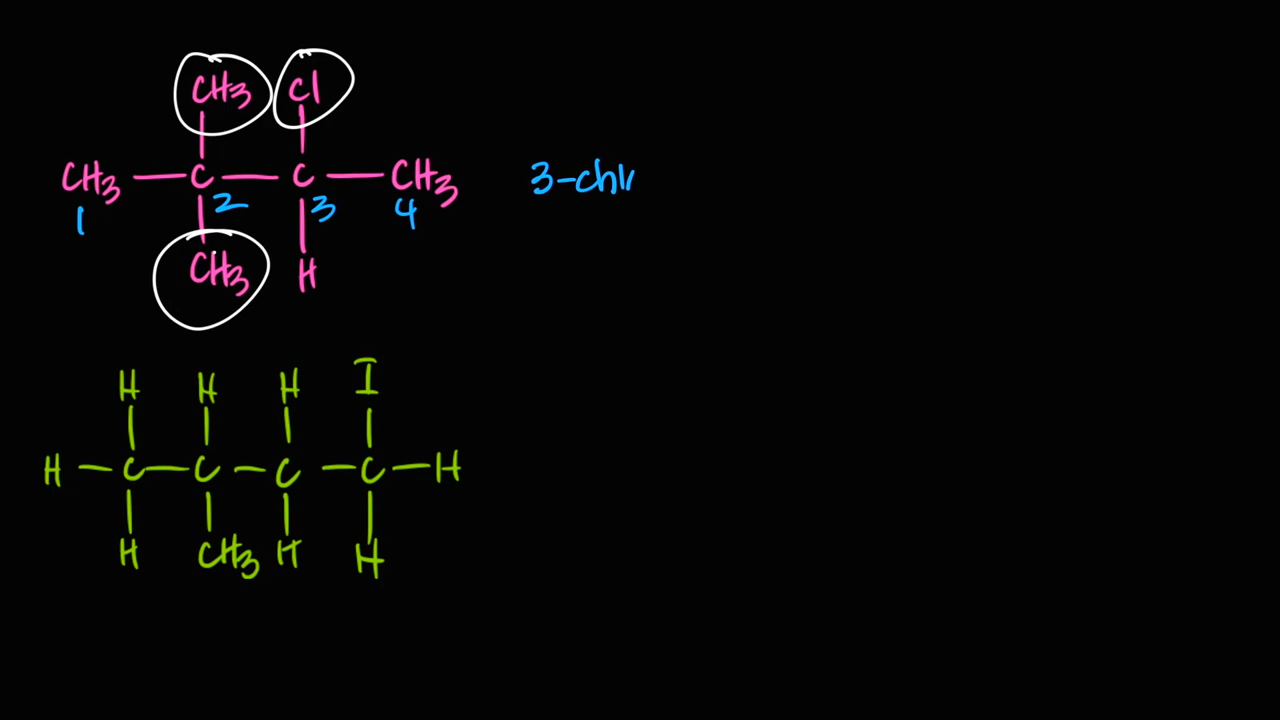 CH3 Cl
CH3 C C CH3 3-chl
1 2 3 4
CH3 H
H H H I
H C C C C H
H CH3 H H